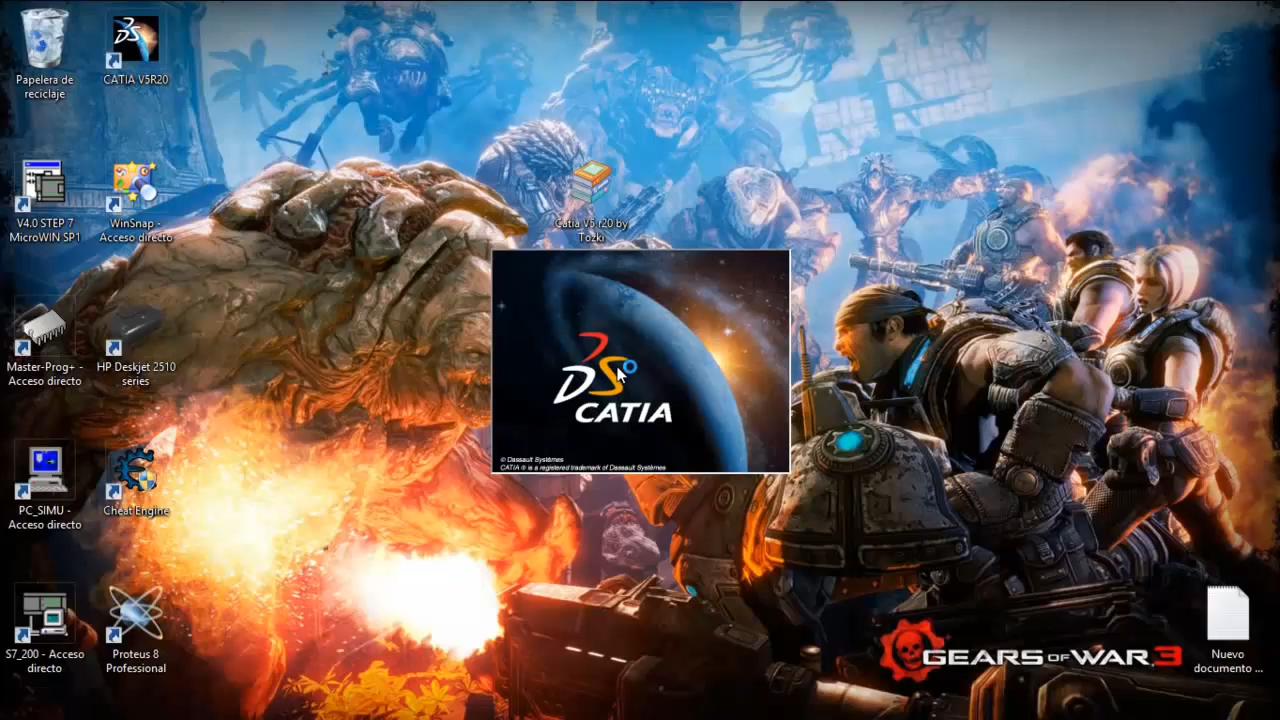 Papelera de
reciclaje
CATIA V5R20
V4.0 STEP 7
MicroWIN SP1
WinSnap -
Acceso directo
Catia V5 r20 by
Tozki
Master-Prog+ -
Acceso directo
HP Deskjet 2510
series
DS
CATIA
© Dassault Systèmes
CATIA ® is a registered trademark of Dassault Systèmes
PC_SIMU -
Acceso directo
Cheat Engine
S7_200 - Acceso
directo
Proteus 8
Professional
GEARS OF WAR 3
Nuevo
documento ...